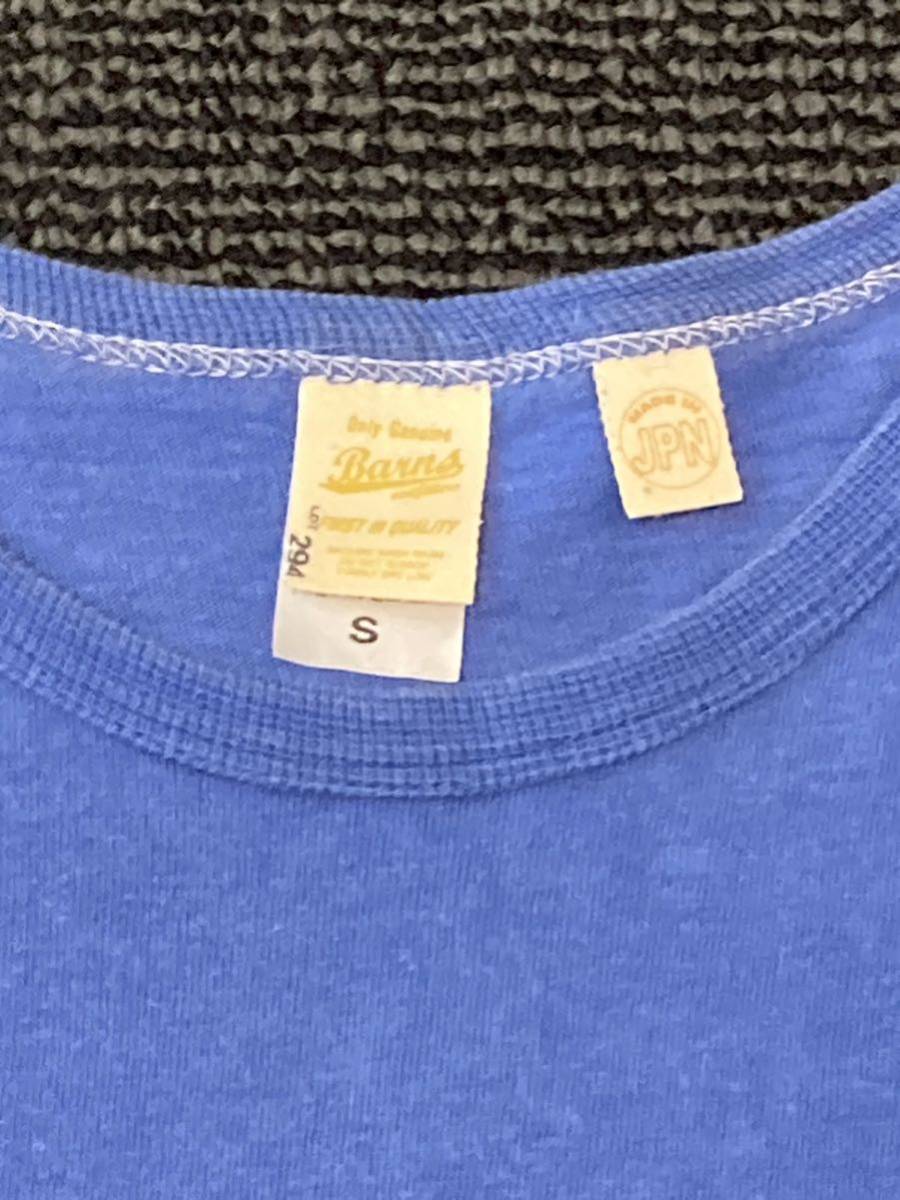 Only Genuine
Barns
FIRST IN QUALITY
LOT 294
S
MADE IN
JPN